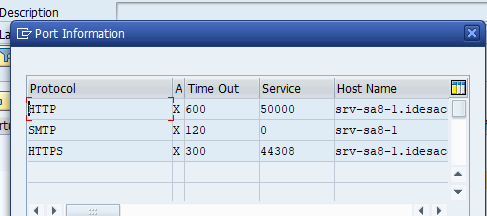 Description
La
Port Information
Protocol A Time Out Service Host Name
HTTP X 600 50000 srv-sa8-1.idesac
SMTP X 120 0 srv-sa8-1
HTTPS X 300 44308 srv-sa8-1.idesac